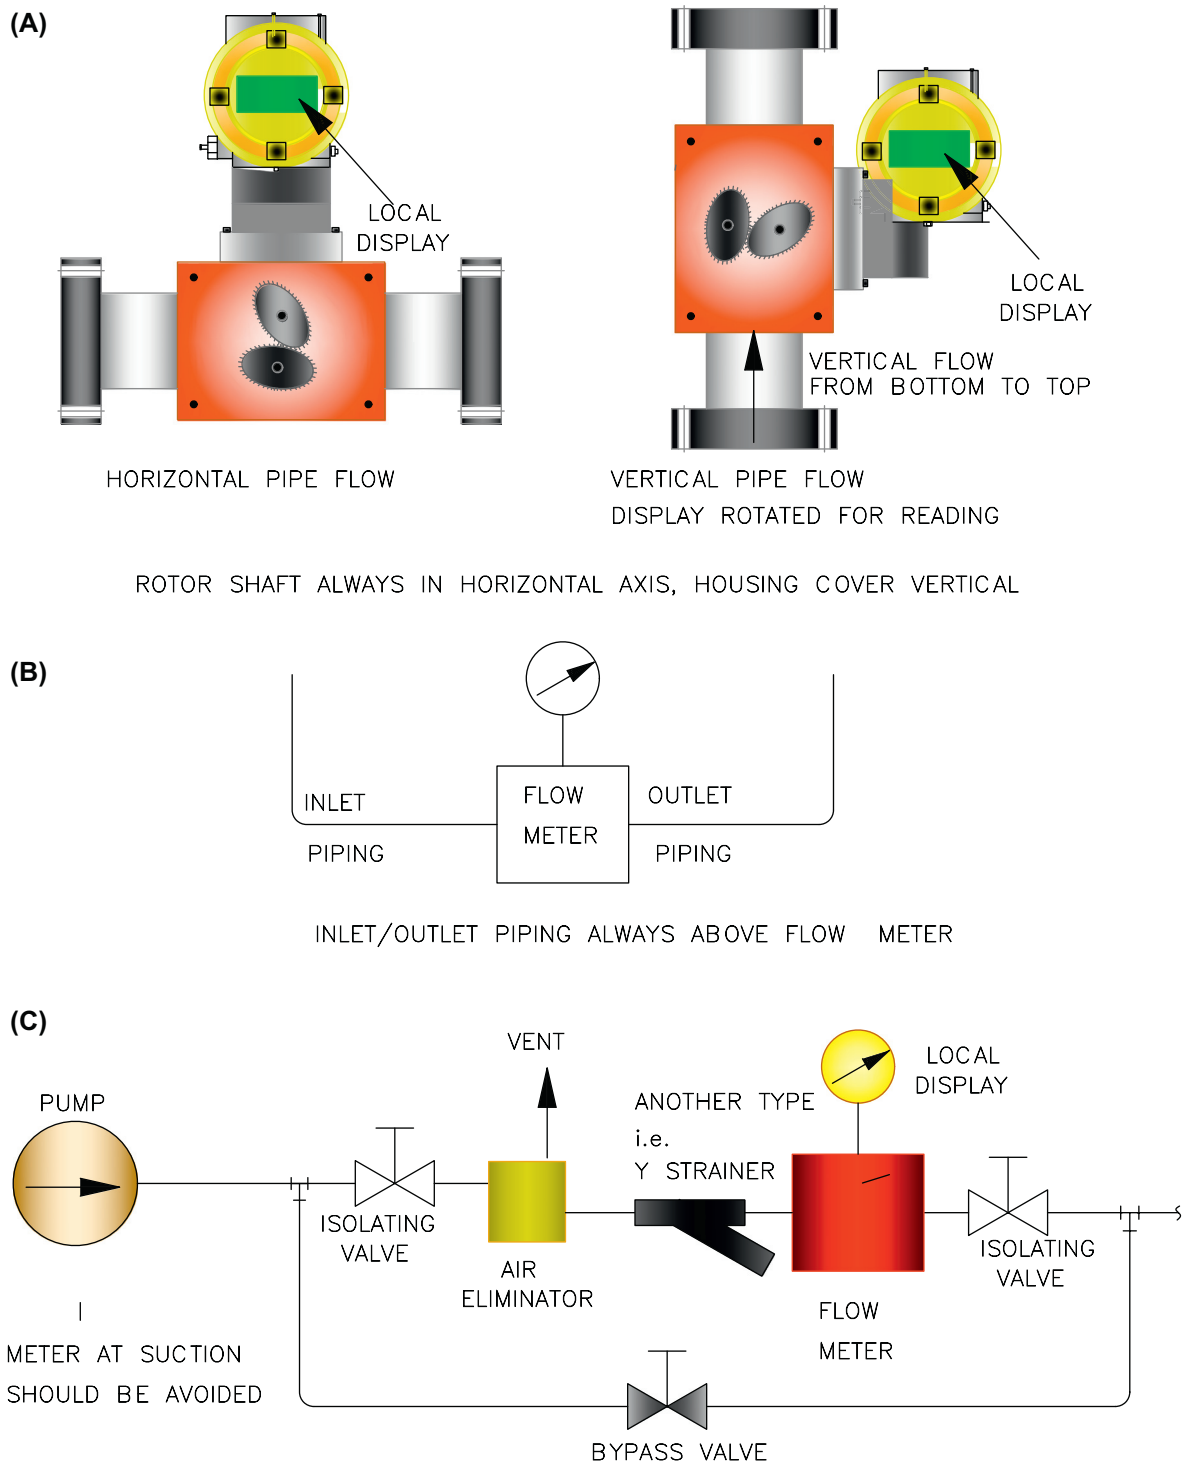 (A)
LOCAL
DISPLAY
LOCAL
DISPLAY
VERTICAL FLOW
FROM BOTTOM TO TOP
HORIZONTAL PIPE FLOW
VERTICAL PIPE FLOW
DISPLAY ROTATED FOR READING
ROTOR SHAFT ALWAYS IN HORIZONTAL AXIS, HOUSING COVER VERTICAL
(B)
INLET
PIPING
FLOW
METER
OUTLET
PIPING
INLET/OUTLET PIPING ALWAYS ABOVE FLOW METER
(C)
PUMP
VENT
LOCAL
DISPLAY
ANOTHER TYPE
i.e.
Y STRAINER
ISOLATING
VALVE
AIR
ELIMINATOR
ISOLATING
VALVE
FLOW
METER
METER AT SUCTION
SHOULD BE AVOIDED
BYPASS VALVE